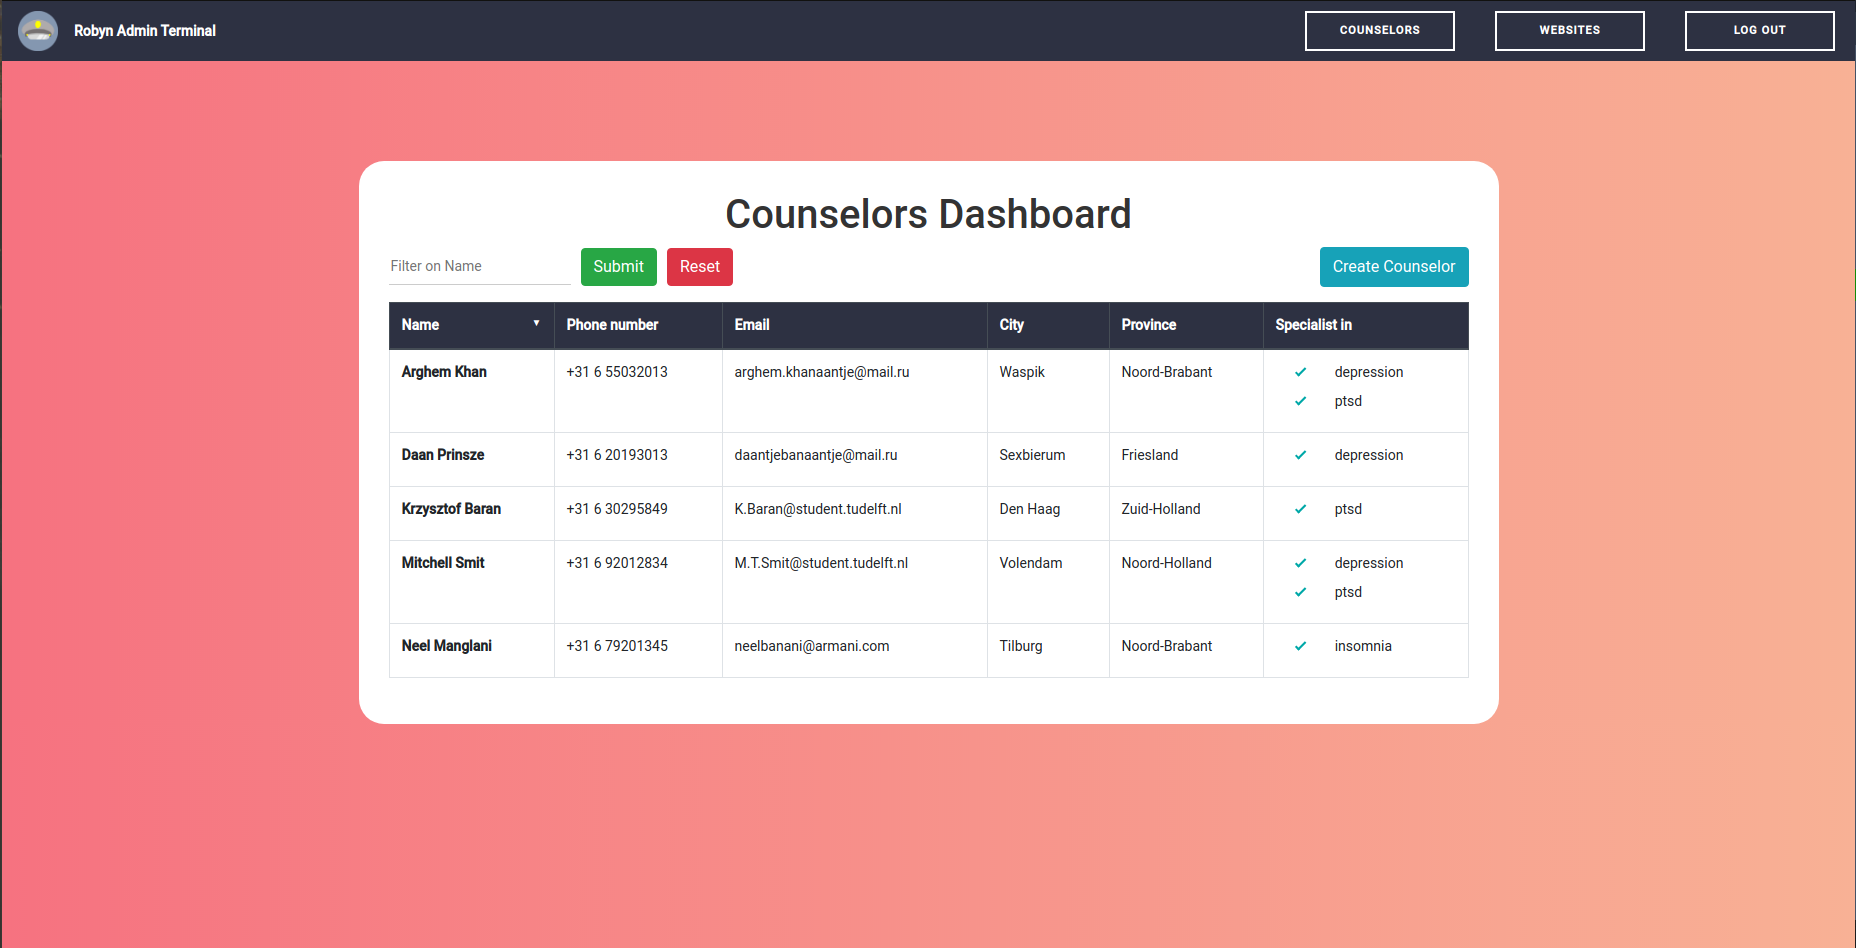 Robyn Admin Terminal COUNSELORS WEBSITES LOG OUT
Counselors Dashboard
Filter on Name Submit Reset Create Counselor
Name ▼ Phone number Email City Province Specialist in
Arghem Khan +31 6 55032013 arghem.khanaantje@mail.ru Waspik Noord-Brabant ✓ depression
✓ ptsd
Daan Prinsze +31 6 20193013 daantjebanaantje@mail.ru Sexbierum Friesland ✓ depression
Krzysztof Baran +31 6 30295849 K.Baran@student.tudelft.nl Den Haag Zuid-Holland ✓ ptsd
Mitchell Smit +31 6 92012834 M.T.Smit@student.tudelft.nl Volendam Noord-Holland ✓ depression
✓ ptsd
Neel Manglani +31 6 79201345 neelbanani@armani.com Tilburg Noord-Brabant ✓ insomnia